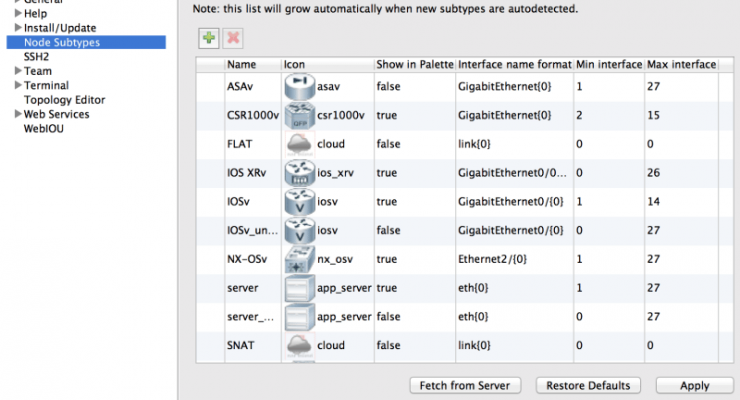 General
Help
Install/Update
Node Subtypes
SSH2
Team
Terminal
Topology Editor
Web Services
WebIOU
Note: this list will grow automatically when new subtypes are autodetected.
Name Icon Show in Palette Interface name format Min interface Max interface
ASAv asav false GigabitEthernet{0} 1 27
CSR1000v csr1000v true GigabitEthernet{0} 2 15
FLAT cloud false link{0} 0 0
IOS XRv ios_xrv true GigabitEthernet0/0... 0 26
IOSv iosv true GigabitEthernet0/{0} 1 14
IOSv_un... iosv false GigabitEthernet0/{0} 0 27
NX-OSv nx_osv true Ethernet2/{0} 1 27
server app_server true eth{0} 1 27
server_... app_server false eth{0} 0 27
SNAT cloud false link{0} 0 0
Fetch from Server Restore Defaults Apply